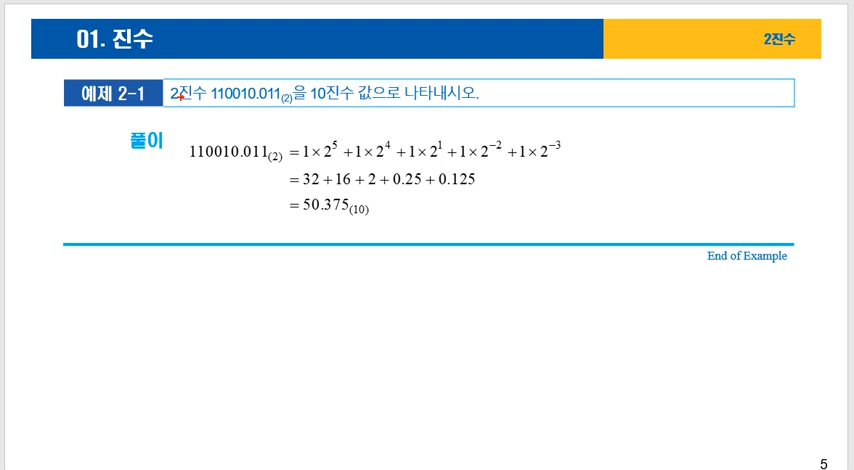 01. 진수
2진수
예제 2-1
2진수 110010.011(2)을 10진수 값으로 나타내시오.
풀이
110010.011(2) = 1 × 2^5 + 1 × 2^4 + 1 × 2^1 + 1 × 2^-2 + 1 × 2^-3
= 32 + 16 + 2 + 0.25 + 0.125
= 50.375(10)
End of Example
5